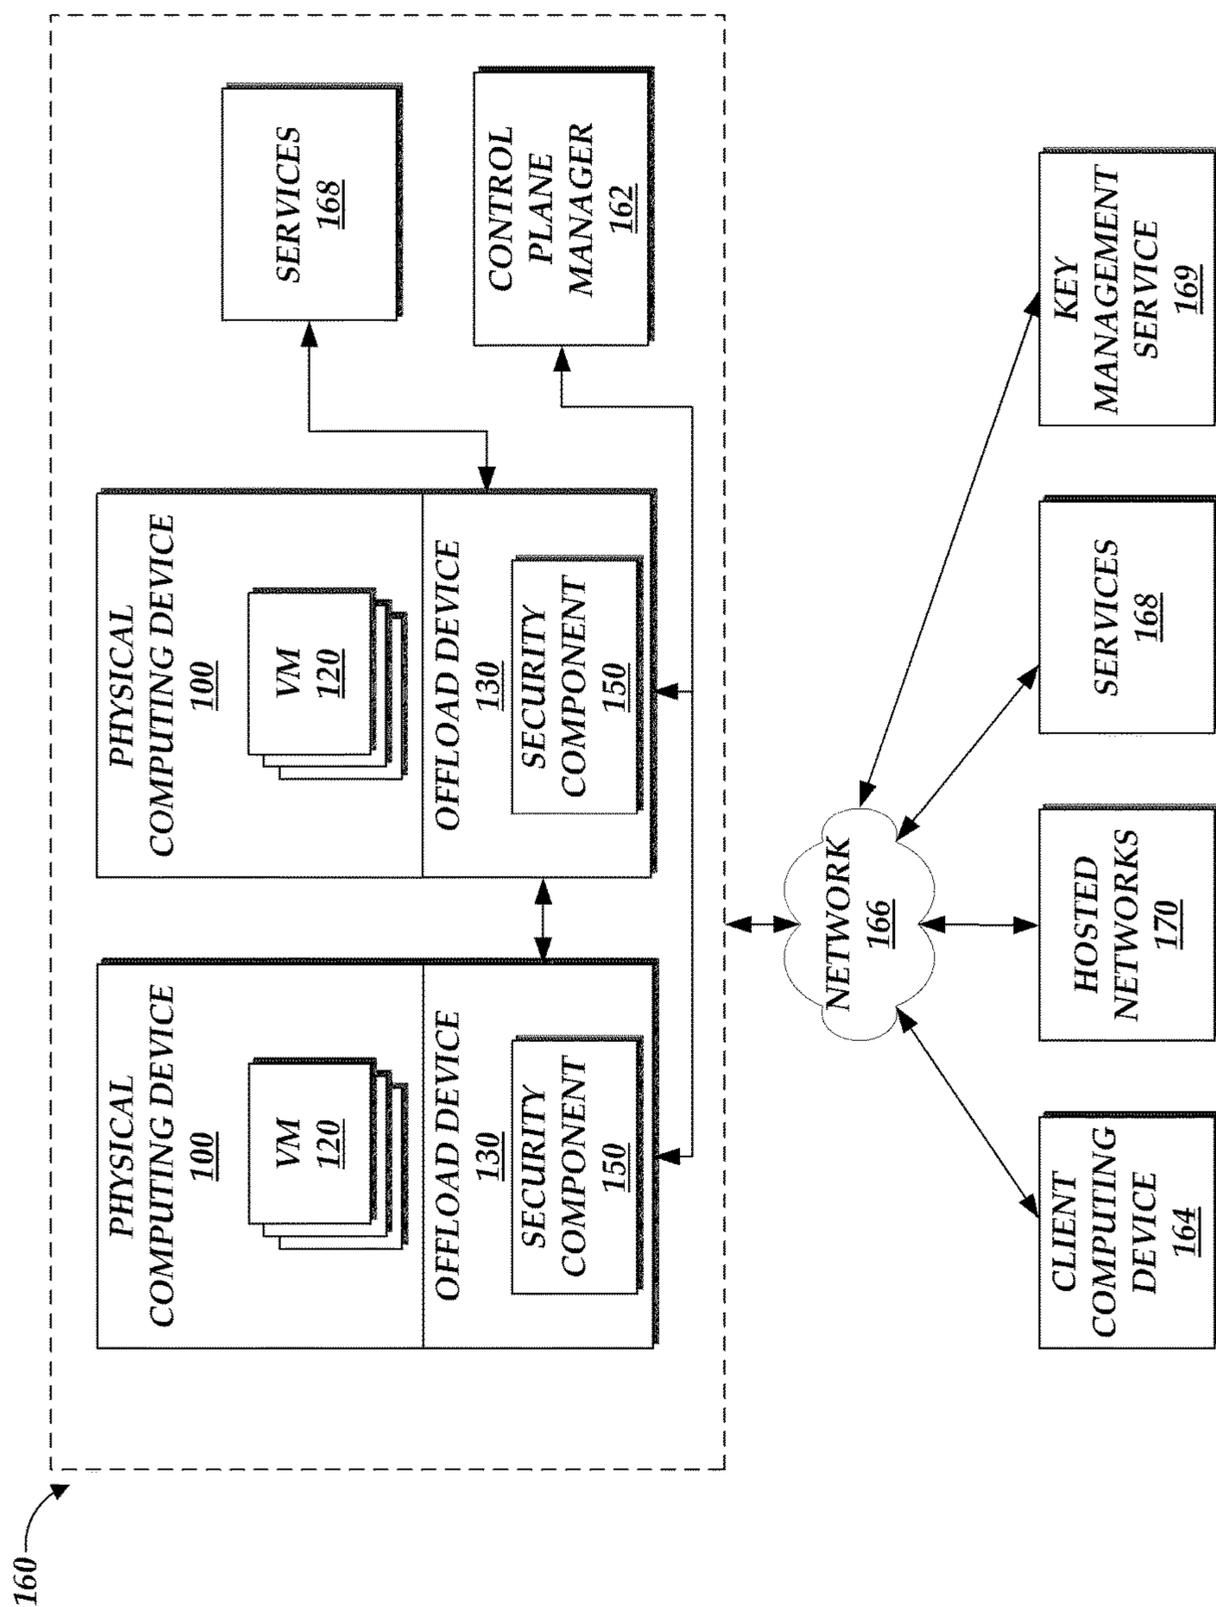 160
PHYSICAL
COMPUTING DEVICE
100
VM
120
OFFLOAD DEVICE
130
SECURITY
COMPONENT
150
PHYSICAL
COMPUTING DEVICE
100
VM
120
OFFLOAD DEVICE
130
SECURITY
COMPONENT
150
SERVICES
168
CONTROL
PLANE
MANAGER
162
NETWORK
166
CLIENT
COMPUTING
DEVICE
164
HOSTED
NETWORKS
170
SERVICES
168
KEY
MANAGEMENT
SERVICE
169